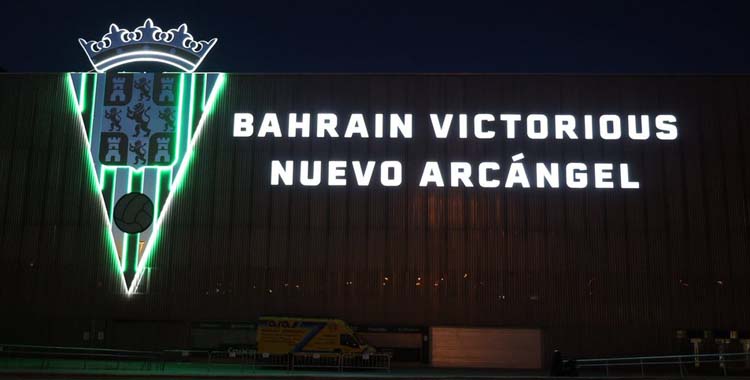 BAHRAIN VICTORIOUS
NUEVO ARCÁNGEL